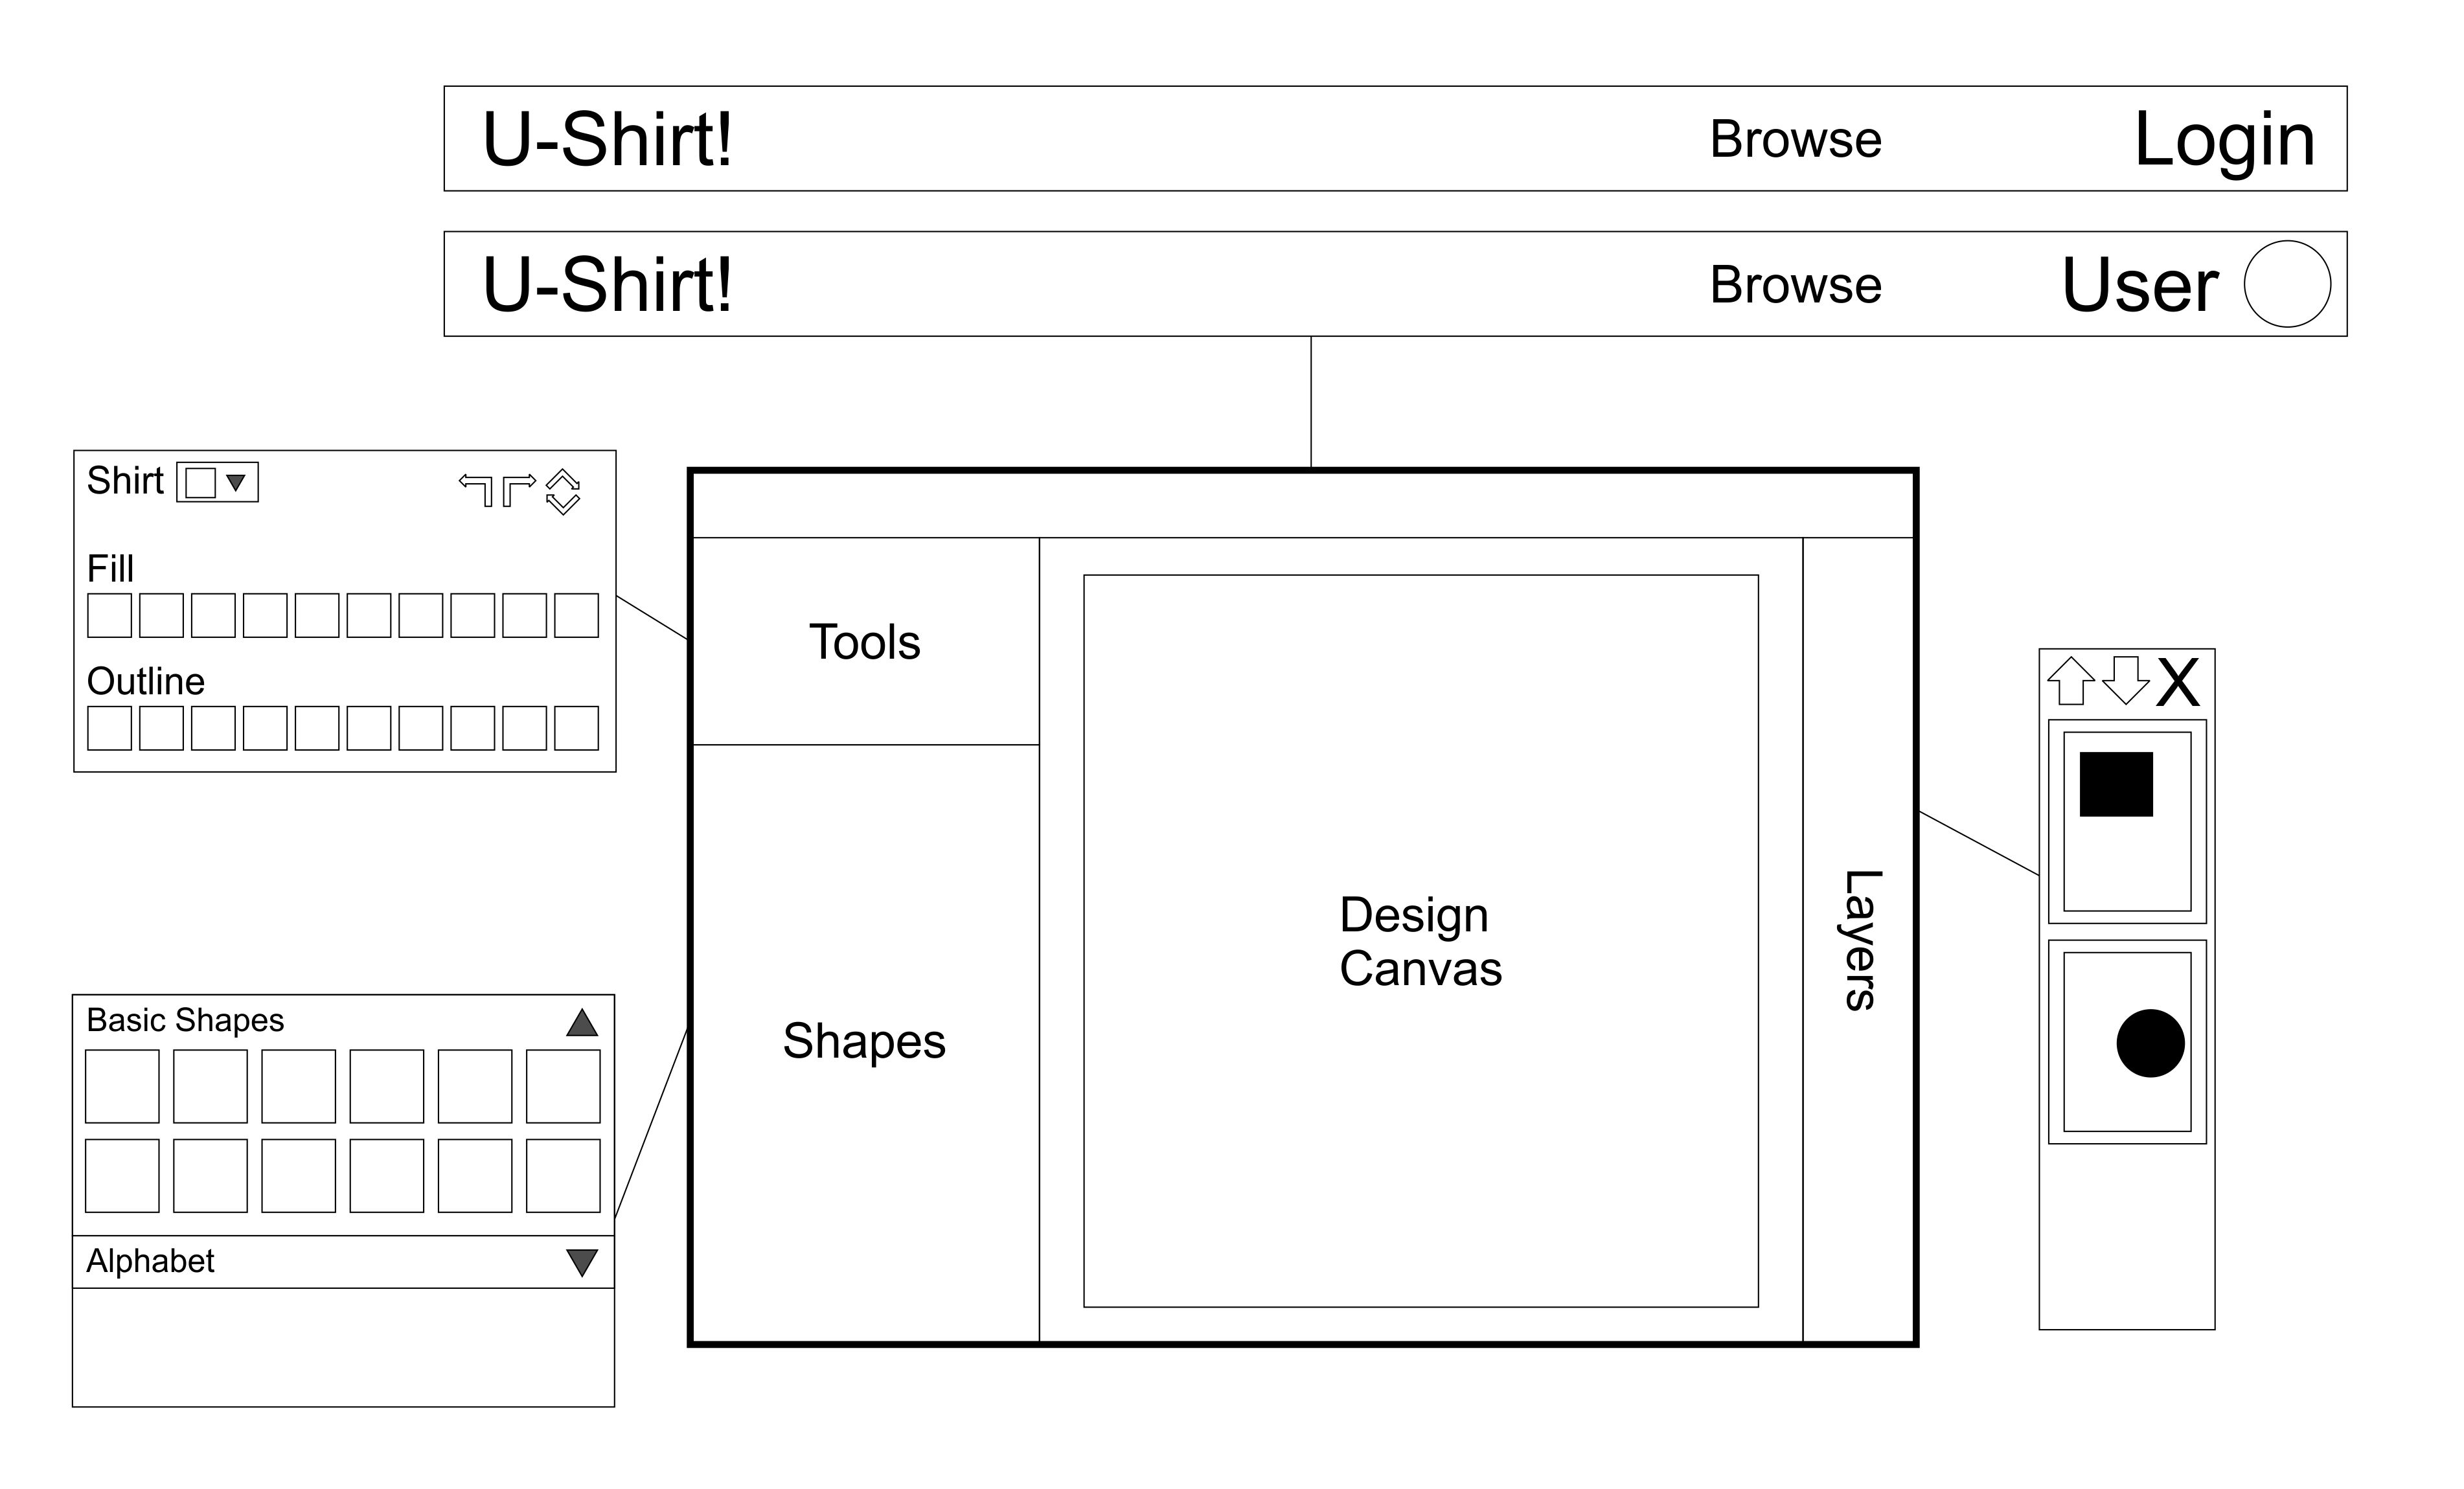 U-Shirt! Browse Login
U-Shirt! Browse User
Shirt
Fill
Outline
Tools
X
Design
Canvas
Layers
Shapes
Basic Shapes
Alphabet